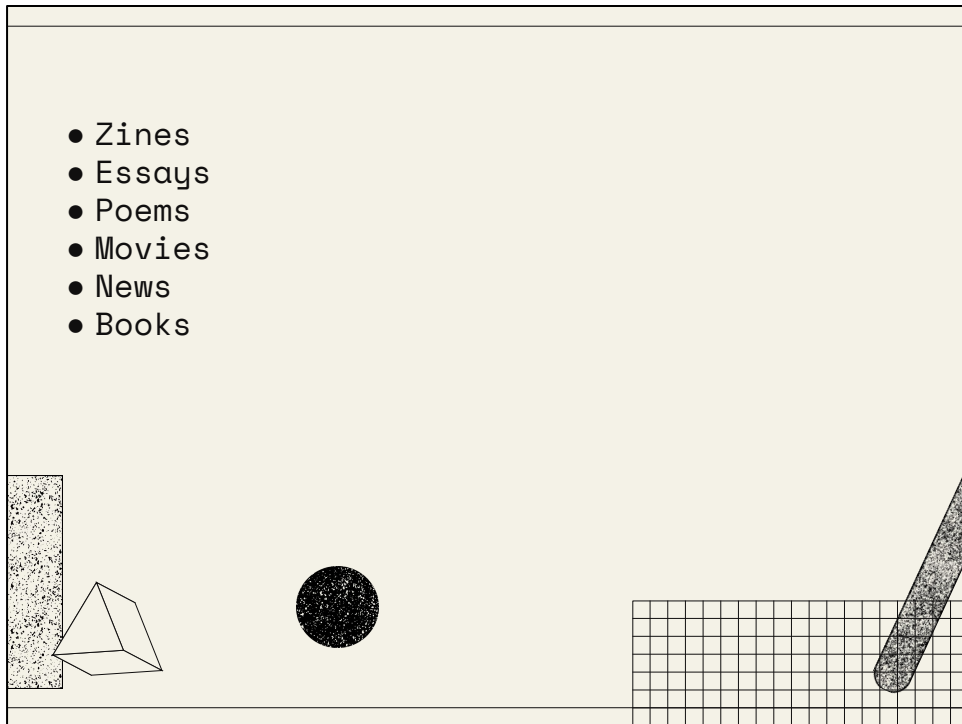 ● Zines
● Essays
● Poems
● Movies
● News
● Books